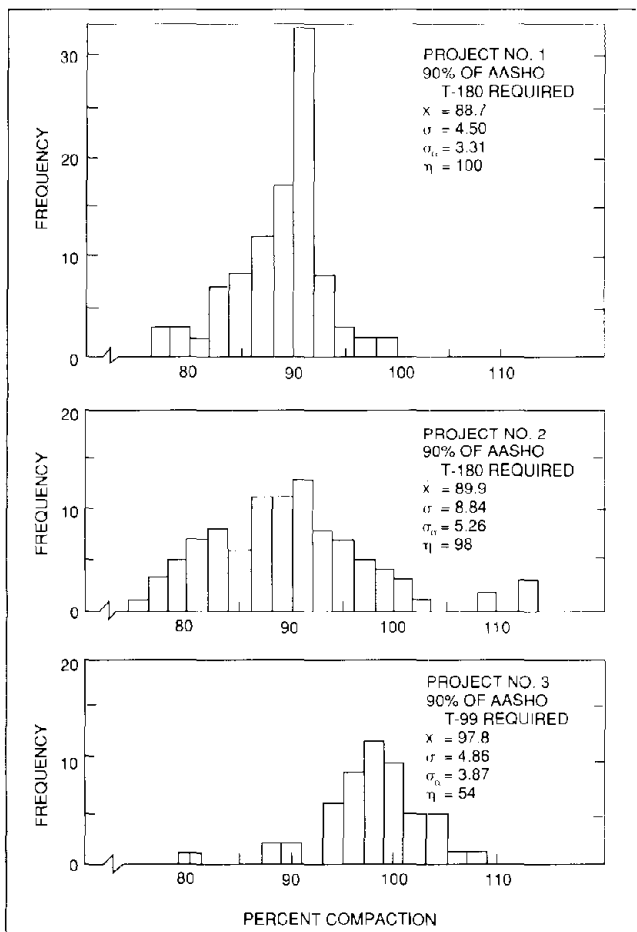 30
20
10
0
FREQUENCY
80
90
100
110
PROJECT NO. 1
90% OF AASHO
T-180 REQUIRED
x = 88.7
σ = 4.50
σα = 3.31
η = 100
20
10
0
FREQUENCY
80
90
100
110
PROJECT NO. 2
90% OF AASHO
T-180 REQUIRED
x = 89.9
σ = 8.84
σα = 5.26
η = 98
20
10
0
FREQUENCY
80
90
100
110
PROJECT NO. 3
90% OF AASHO
T-99 REQUIRED
x = 97.8
σ = 4.86
σα = 3.87
η = 54
PERCENT COMPACTION